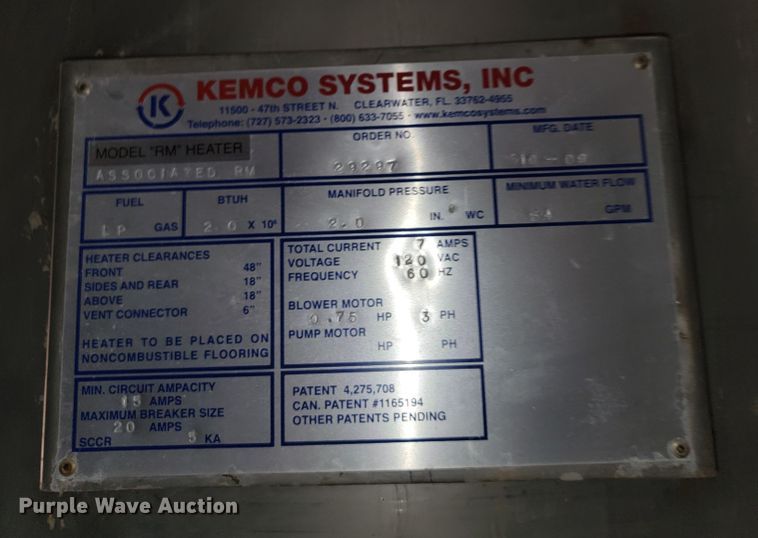 K
KEMCO SYSTEMS, INC
11500 - 47th STREET N. CLEARWATER, FL. 33762-4955
Telephone: (727) 573-2323 · (800) 633-7055 · www.kemcosystems.com
MODEL "RM" HEATER
ASSOCIATED RM
ORDER NO.
29297
MFG. DATE
FUEL
LP GAS
BTUH
2.0 X 10⁶
MANIFOLD PRESSURE
2.0 IN. WC
MINIMUM WATER FLOW
GPM
HEATER CLEARANCES
FRONT 48"
SIDES AND REAR 18"
ABOVE 18"
VENT CONNECTOR 6"
HEATER TO BE PLACED ON
NONCOMBUSTIBLE FLOORING
TOTAL CURRENT 7 AMPS
VOLTAGE 120 VAC
FREQUENCY 60 HZ
BLOWER MOTOR
0.75 HP 3 PH
PUMP MOTOR
HP PH
MIN. CIRCUIT AMPACITY
15 AMPS
MAXIMUM BREAKER SIZE
20 AMPS
SCCR 5 KA
PATENT 4,275,708
CAN. PATENT #1165194
OTHER PATENTS PENDING
Purple Wave Auction